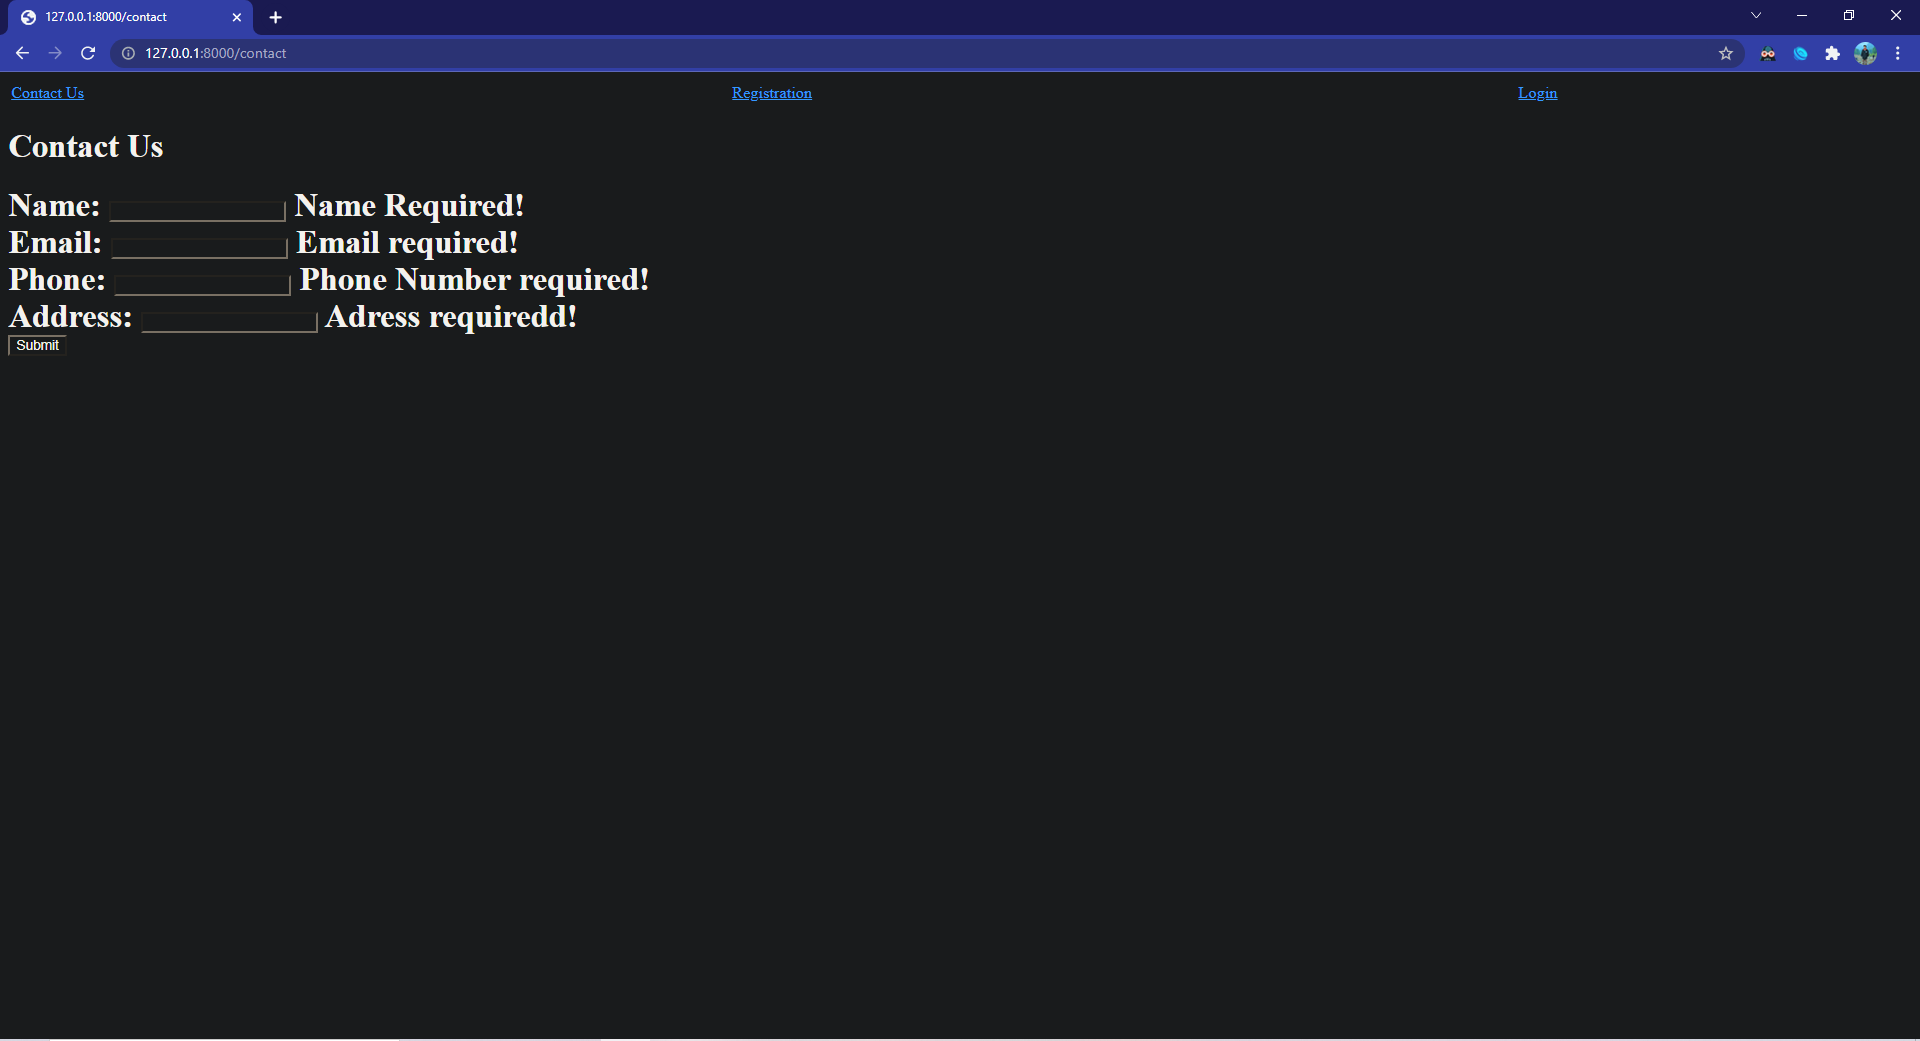 127.0.0.1:8000/contact
127.0.0.1:8000/contact
Contact Us Registration Login
Contact Us
Name: Name Required!
Email: Email required!
Phone: Phone Number required!
Address: Adress requiredd!
Submit